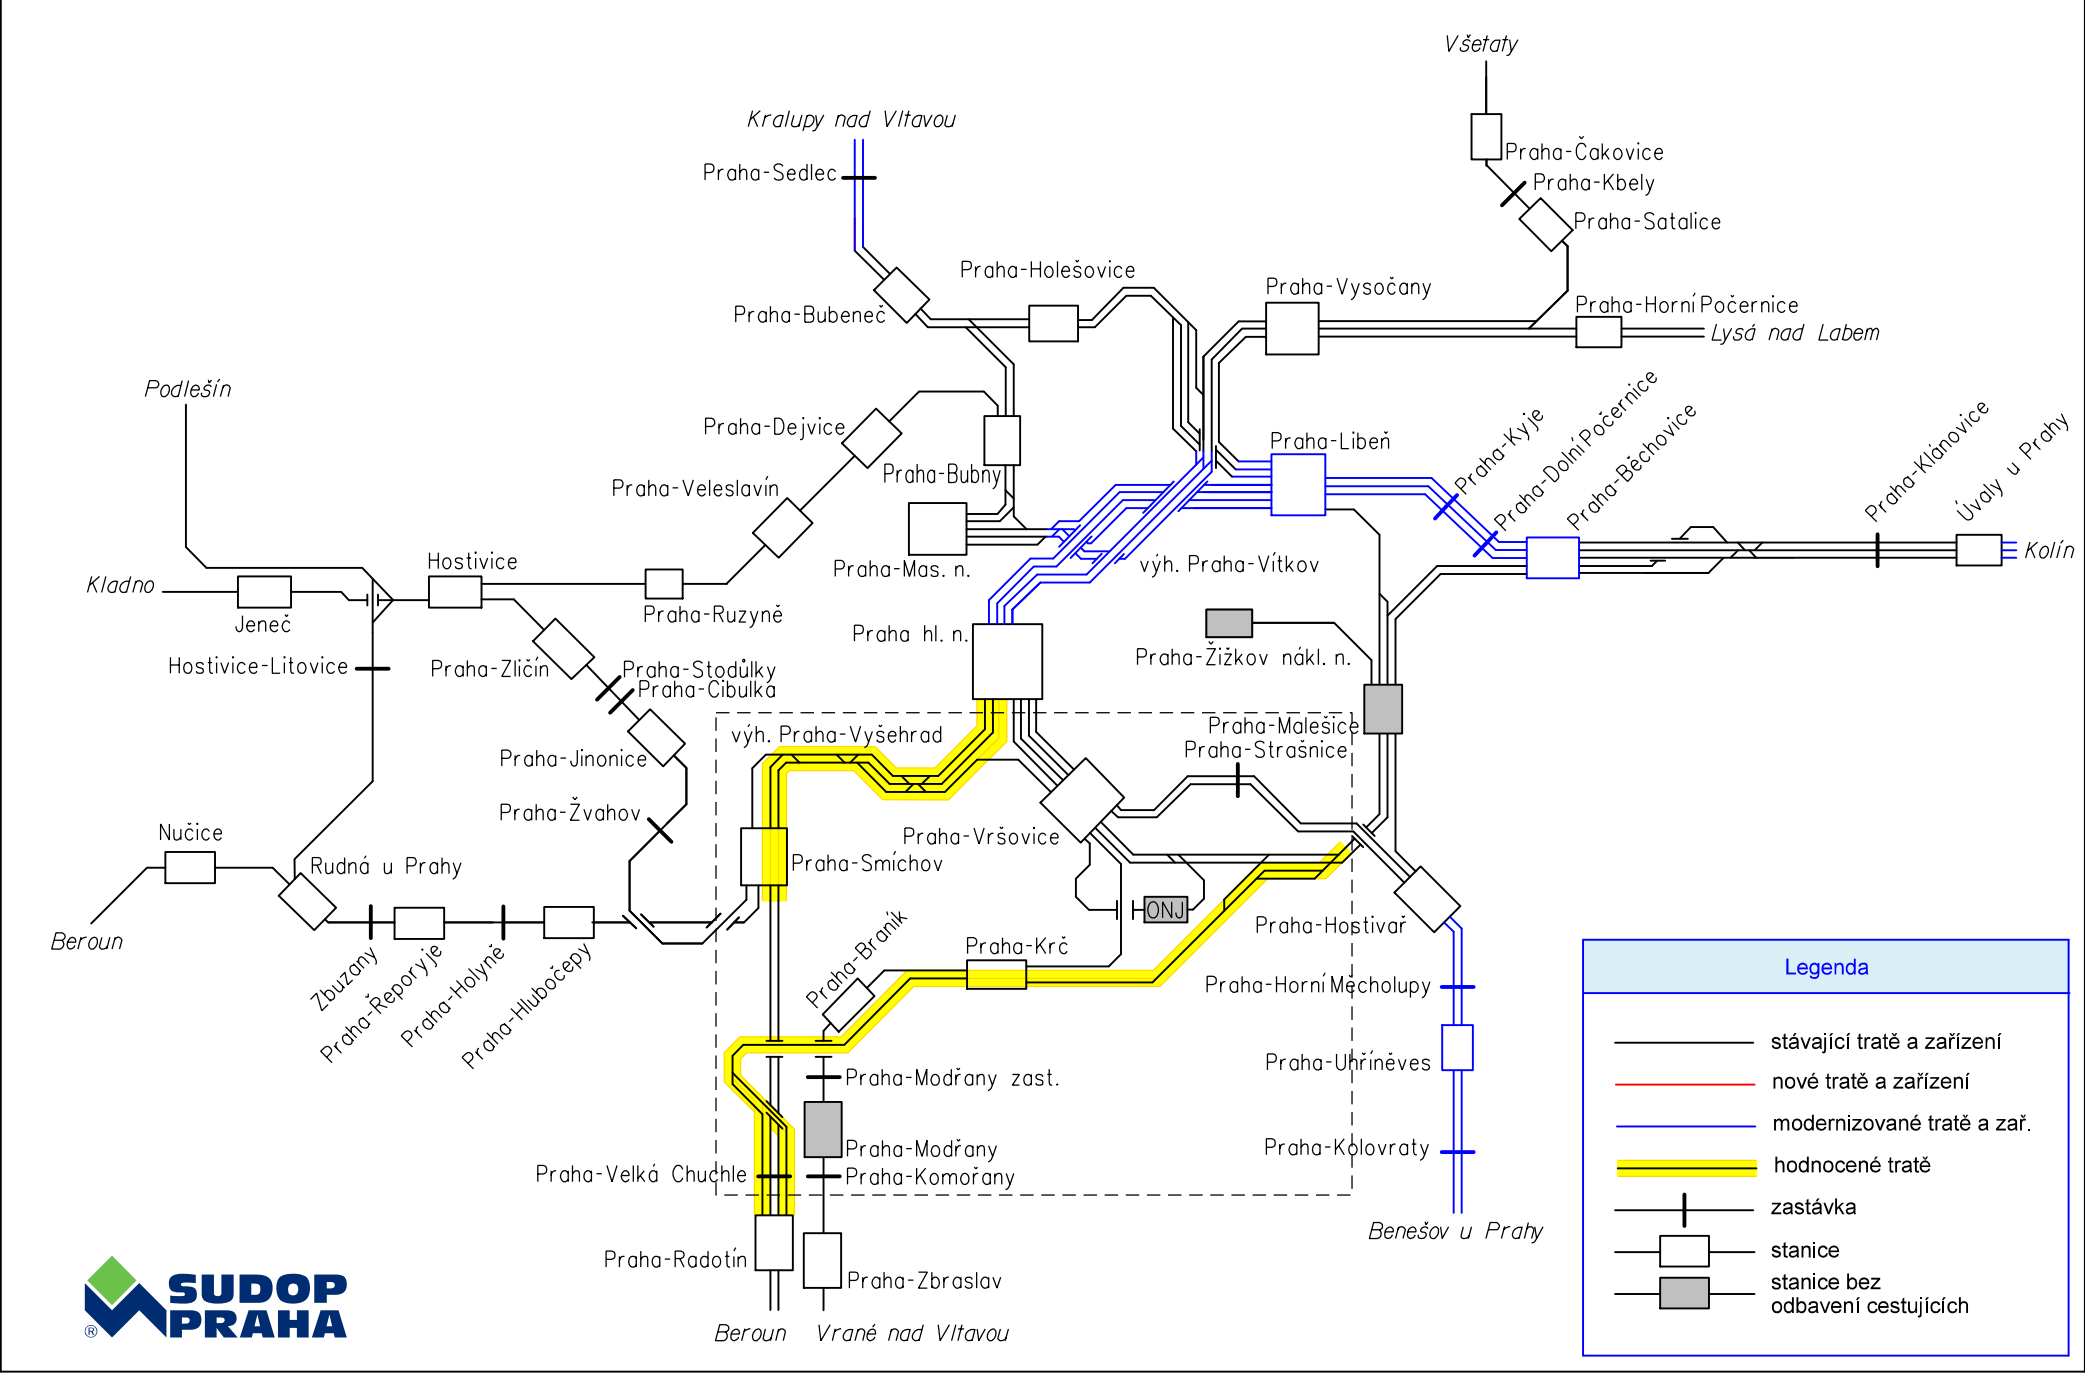 Všetaty
Kralupy nad Vltavou
Praha-Čakovice
Praha-Sedlec
Praha-Kbely
Praha-Satalice
Praha-Holešovice
Praha-Vysočany
Praha-Horní Počernice
Praha-Bubeneč
Lysá nad Labem
Podlešín
Praha-Dejvice
Praha-Libeň
Praha-Kyje
Praha-Dolní Počernice
Praha-Běchovice
Praha-Klánovice
Úvaly u Prahy
Praha-Bubny
Praha-Veleslavín
Kolín
Hostivice
Praha-Mas. n.
výh. Praha-Vítkov
Kladno
Jeneč
Praha-Ruzyně
Praha hl. n.
Praha-Žižkov nákl. n.
Hostivice-Litovice
Praha-Zličín
Praha-Stodůlky
Praha-Cibulka
Praha-Malešice
výh. Praha-Vyšehrad
Praha-Strašnice
Praha-Jinonice
Praha-Žvahov
Nučice
Praha-Vršovice
Rudná u Prahy
Praha-Smíchov
ONJ
Beroun
Praha-Hostivař
Zbuzany
Praha-Řeporyje
Praha-Holyně
Praha-Hlubočepy
Praha-Braník
Praha-Krč
Praha-Horní Měcholupy
Praha-Uhříněves
Praha-Modřany zast.
Praha-Modřany
Praha-Kolovraty
Praha-Velká Chuchle
Praha-Komořany
Benešov u Prahy
Praha-Radotín
Praha-Zbraslav
Beroun
Vrané nad Vltavou
Legenda
stávající tratě a zařízení
nové tratě a zařízení
modernizované tratě a zař.
hodnocené tratě
zastávka
stanice
stanice bez
odbavení cestujících
SUDOP
PRAHA
®